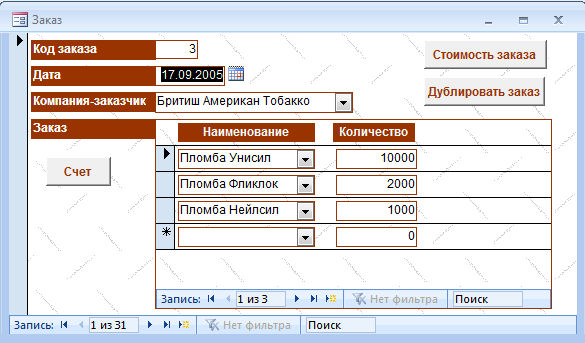 Заказ
Код заказа 3
Стоимость заказа
Дата 17.09.2005
Дублировать заказ
Компания-заказчик Бритиш Американ Тобакко
Заказ
Наименование Количество
Счет
Пломба Унисил 10000
Пломба Фликлок 2000
Пломба Нейлсил 1000
0
Запись: 1 из 3 Нет фильтра Поиск
Запись: 1 из 31 Нет фильтра Поиск